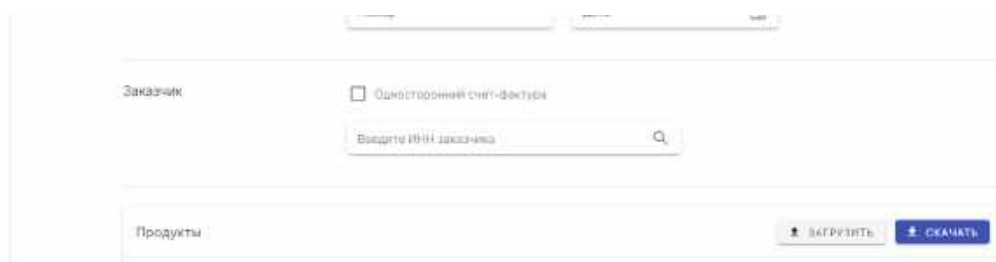 Заказчик
Односторонний счет-фактура
Введите ИНН заказчика
Продукты
ЗАГРУЗИТЬ
СКАЧАТЬ